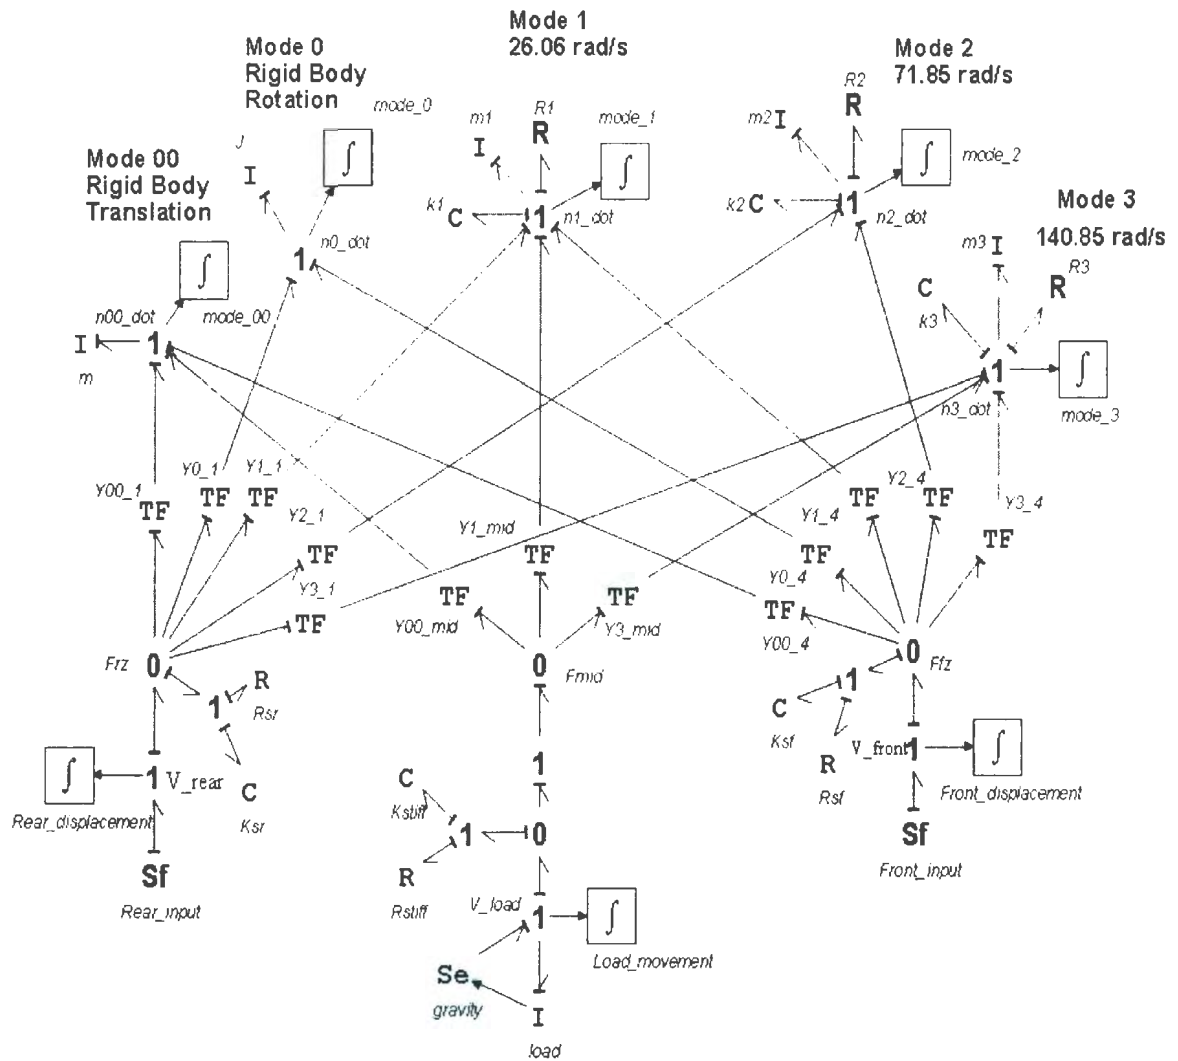 Mode 1
26.06 rad/s
Mode 0
Rigid Body
Rotation
Mode 2
71.85 rad/s
mode_0
R1
R
m1
I
mode_1
∫
R2
R
m2 I
mode_2
∫
J
I
∫
Mode 00
Rigid Body
Translation
k1 C
1
n1_dot
k2 C
1
n2_dot
Mode 3
140.85 rad/s
m3 I
R3
R
C
k3
n0_dot
1
∫
mode_00
n00_dot
I
m
1
1
n3_dot
∫
mode_3
Y00_1
TF
Y0_1
TF
Y1_1
TF
Y2_1
TF
Y3_1
TF
Y1_mid
TF
Y00_mid
TF
Y3_mid
TF
Y1_4
TF
Y2_4
TF
Y3_4
TF
Y0_4
TF
Y00_4
TF
Frz
0
Fmid
0
Ffz
0
R
Rsr
1
C
Ksr
1
C
Ksf
R
Rsf
∫
Rear_displacement
1 V_rear
Sf
Rear_input
V_front 1
∫
Front_displacement
Sf
Front_input
1
C
Kstiff
1
0
R
Rstiff
V_load
1
∫
Load_movement
Se
gravity
I
load